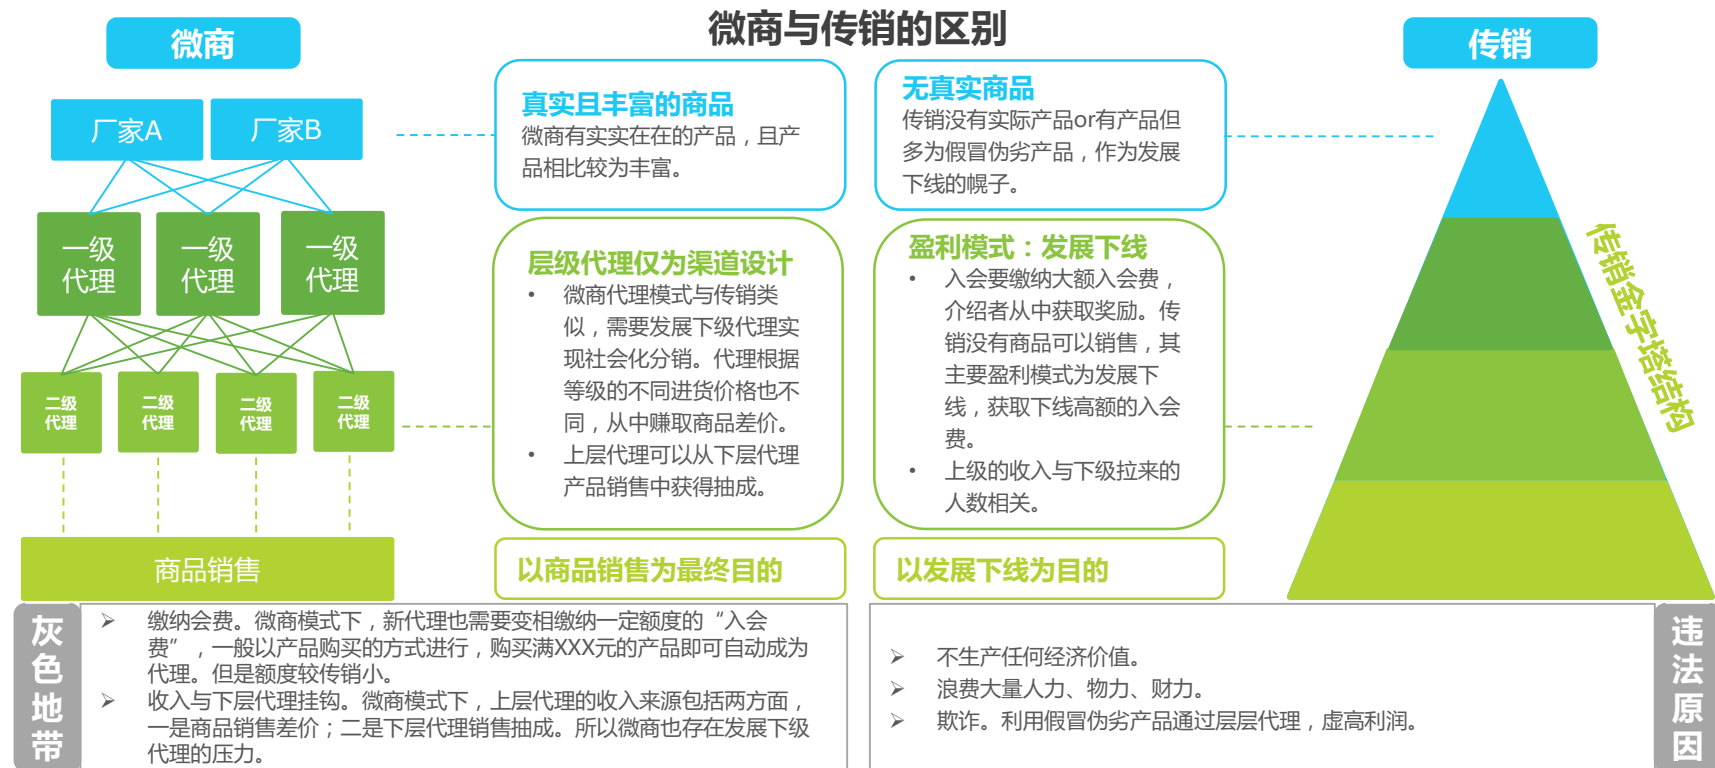 微商与传销的区别
微商
厂家A
厂家B
一级
代理
一级
代理
一级
代理
二级
代理
二级
代理
二级
代理
二级
代理
商品销售
真实且丰富的商品
微商有实实在在的产品，且产
品相比较为丰富。
层级代理仅为渠道设计
• 微商代理模式与传销类
似，需要发展下级代理实
现社会化分销。代理根据
等级的不同进货价格也不
同，从中赚取商品差价。
• 上层代理可以从下层代理
产品销售中获得抽成。
以商品销售为最终目的
无真实商品
传销没有实际产品or有产品但
多为假冒伪劣产品，作为发展
下线的幌子。
盈利模式：发展下线
• 入会要缴纳大额入会费，
介绍者从中获取奖励。传
销没有商品可以销售，其
主要盈利模式为发展下
线，获取下线高额的入会
费。
• 上级的收入与下级拉来的
人数相关。
以发展下线为目的
传销
传销金字塔结构
灰色地带
➢ 缴纳会费。微商模式下，新代理也需要变相缴纳一定额度的“入会
费”，一般以产品购买的方式进行，购买满XXX元的产品即可自动成为
代理。但是额度较传销小。
➢ 收入与下层代理挂钩。微商模式下，上层代理的收入来源包括两方面，
一是商品销售差价；二是下层代理销售抽成。所以微商也存在发展下级
代理的压力。
➢ 不生产任何经济价值。
➢ 浪费大量人力、物力、财力。
➢ 欺诈。利用假冒伪劣产品通过层层代理，虚高利润。
违法原因